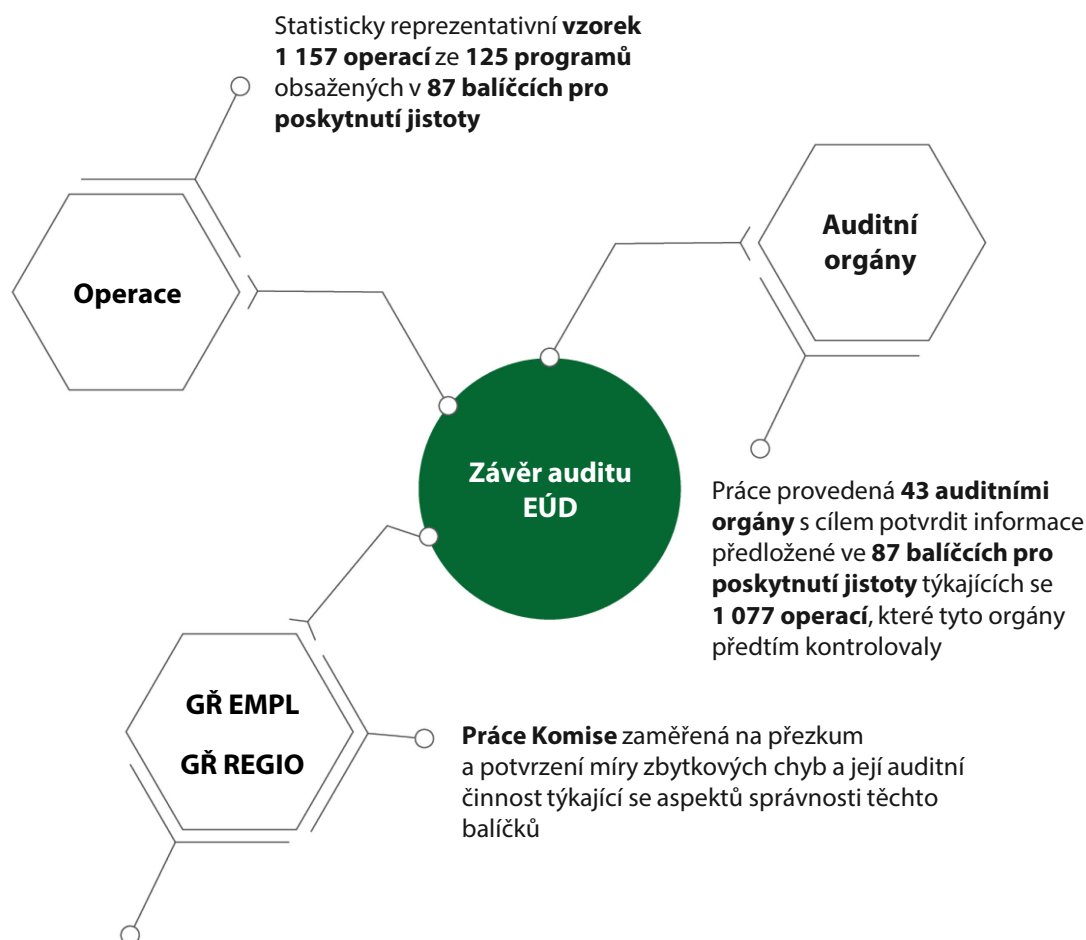 Statisticky reprezentativní vzorek
1 157 operací ze 125 programů
obsažených v 87 balíčcích pro
poskytnutí jistoty
Operace
Auditní
orgány
Závěr auditu
EÚD
Práce provedená 43 auditními
orgány s cílem potvrdit informace
předložené ve 87 balíčcích pro
poskytnutí jistoty týkajících se
1 077 operací, které tyto orgány
předtím kontrolovaly
GŘ EMPL
GŘ REGIO
Práce Komise zaměřená na přezkum
a potvrzení míry zbytkových chyb a její auditní
činnost týkající se aspektů správnosti těchto
balíčků